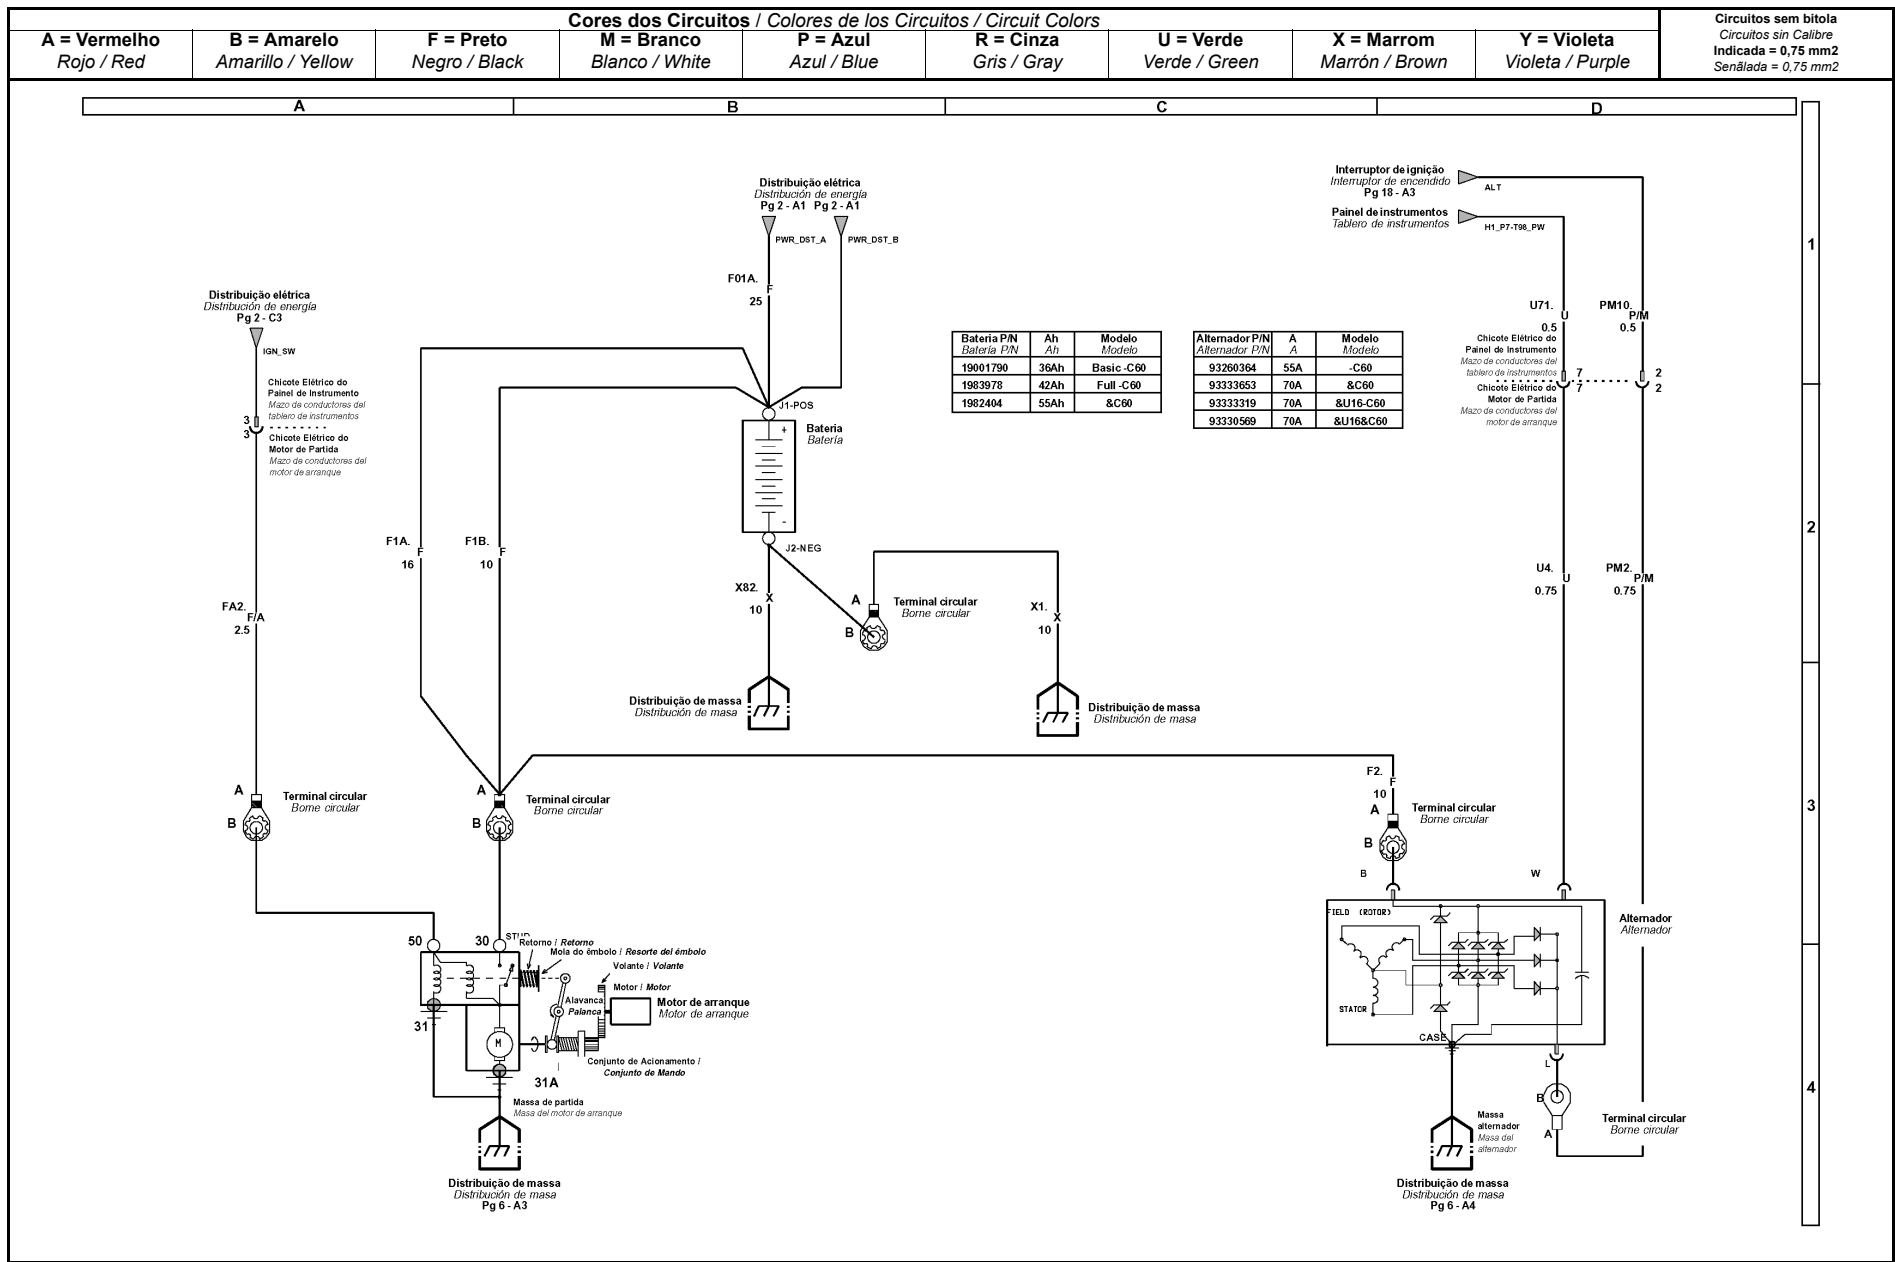 Cores dos Circuitos / Colores de los Circuitos / Circuit Colors
A = Vermelho
Rojo / Red
B = Amarelo
Amarillo / Yellow
F = Preto
Negro / Black
M = Branco
Blanco / White
P = Azul
Azul / Blue
R = Cinza
Gris / Gray
U = Verde
Verde / Green
X = Marrom
Marrón / Brown
Y = Violeta
Violeta / Purple
Circuitos sem bitola
Circuitos sin Calibre
Indicada = 0,75 mm2
Senãlada = 0,75 mm2
A
B
C
D
1
2
3
4
Distribuição elétrica
Distribución de energía
Pg 2 - A1 Pg 2 - A1
PWR_DST_A
PWR_DST_B
F01A.
F
25
Interruptor de ignição
Interruptor de encendido
Pg 18 - A3
ALT
Painel de instrumentos
Tablero de instrumentos
H1_P7-T98_PW
Distribuição elétrica
Distribución de energía
Pg 2 - C3
IGN_SW
Chicote Elétrico do
Painel de Instrumento
Mazo de conductores del
tablero de instrumentos
3
3
Chicote Elétrico do
Motor de Partida
Mazo de conductores del
motor de arranque
U71.
U
0.5
PM10.
P/M
0.5
Chicote Elétrico do
Painel de Instrumento
Mazo de conductores del
tablero de instrumentos
7
2
7
2
Chicote Elétrico do
Motor de Partida
Mazo de conductores del
motor de arranque
Bateria P/N Ah Modelo
Batería P/N Ah Modelo
19001790 36Ah Basic -C60
1983978 42Ah Full -C60
1982404 55Ah &C60
Alternador P/N A Modelo
Alternador P/N A Modelo
93260364 55A -C60
93333653 70A &C60
93333319 70A &U16-C60
93330569 70A &U16&C60
J1-POS
+
Bateria
Batería
-
J2-NEG
F1A.
F
16
F1B.
F
10
FA2.
F/A
2.5
X82.
X
10
A
B
Terminal circular
Borne circular
X1.
X
10
U4.
U
0.75
PM2.
P/M
0.75
Distribuição de massa
Distribución de masa
Distribuição de massa
Distribución de masa
A
B
Terminal circular
Borne circular
A
B
Terminal circular
Borne circular
F2.
F
10
A
B
Terminal circular
Borne circular
B
W
FIELD (ROTOR)
STATOR
CASE
Alternador
Alternador
50
30
STUD
Retorno / Retorno
Mola do êmbolo / Resorte del émbolo
Volante / Volante
Motor / Motor
Alavanca
Palanca
Motor de arranque
Motor de arranque
31
M
31A
Conjunto de Acionamento /
Conjunto de Mando
Massa de partida
Masa del motor de arranque
Distribuição de massa
Distribución de masa
Pg 6 - A3
L
B
A
Terminal circular
Borne circular
Massa
alternador
Masa del
alternador
Distribuição de massa
Distribución de masa
Pg 6 - A4